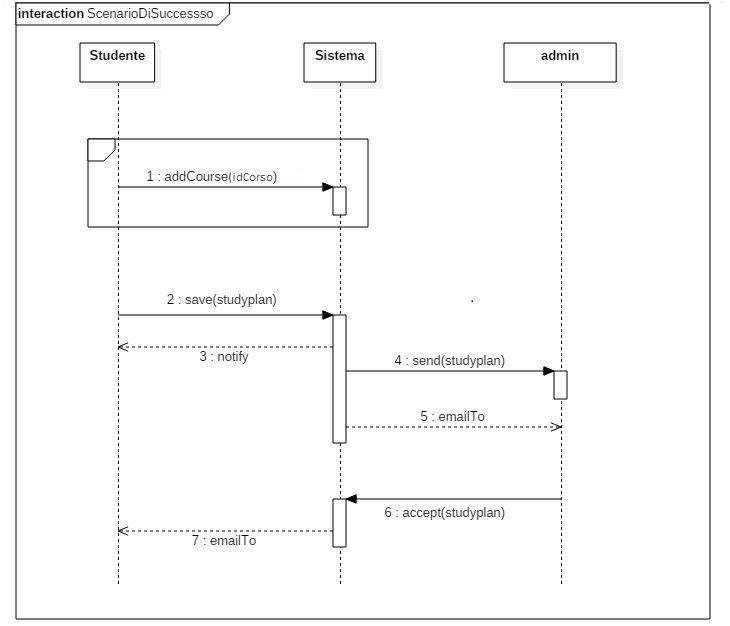 interaction ScenarioDiSuccessso
Studente
Sistema
admin
1 : addCourse(idCorso)
2 : save(studyplan)
3 : notify
4 : send(studyplan)
5 : emailTo
6 : accept(studyplan)
7 : emailTo